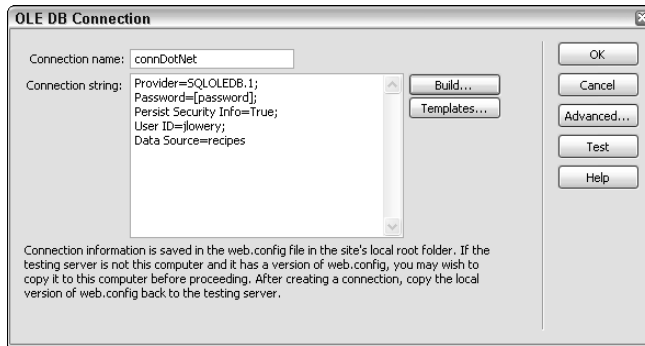 OLE DB Connection
Connection name: connDotNet
Connection string: Provider=SQLOLEDB.1;
Password=[password];
Persist Security Info=True;
User ID=jlowery;
Data Source=recipes
Build...
Templates...
OK
Cancel
Advanced...
Test
Help
Connection information is saved in the web.config file in the site's local root folder. If the
testing server is not this computer and it has a version of web.config, you may wish to
copy it to this computer before proceeding. After creating a connection, copy the local
version of web.config back to the testing server.